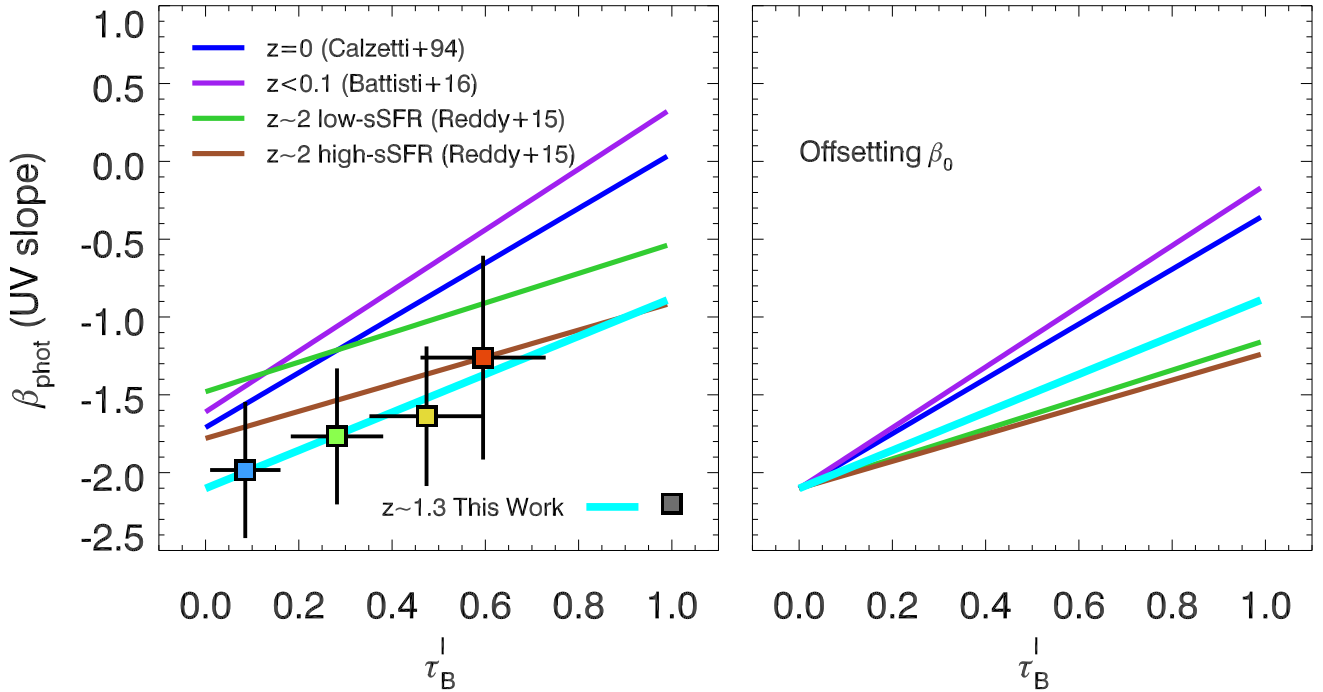 1.0
0.5
0.0
-0.5
-1.0
-1.5
-2.0
-2.5
β_phot (UV slope)
z=0 (Calzetti+94)
z<0.1 (Battisti+16)
z~2 low-sSFR (Reddy+15)
z~2 high-sSFR (Reddy+15)
z~1.3 This Work
0.0 0.2 0.4 0.6 0.8 1.0
τ_B^l
Offsetting β_0
0.0 0.2 0.4 0.6 0.8 1.0
τ_B^l